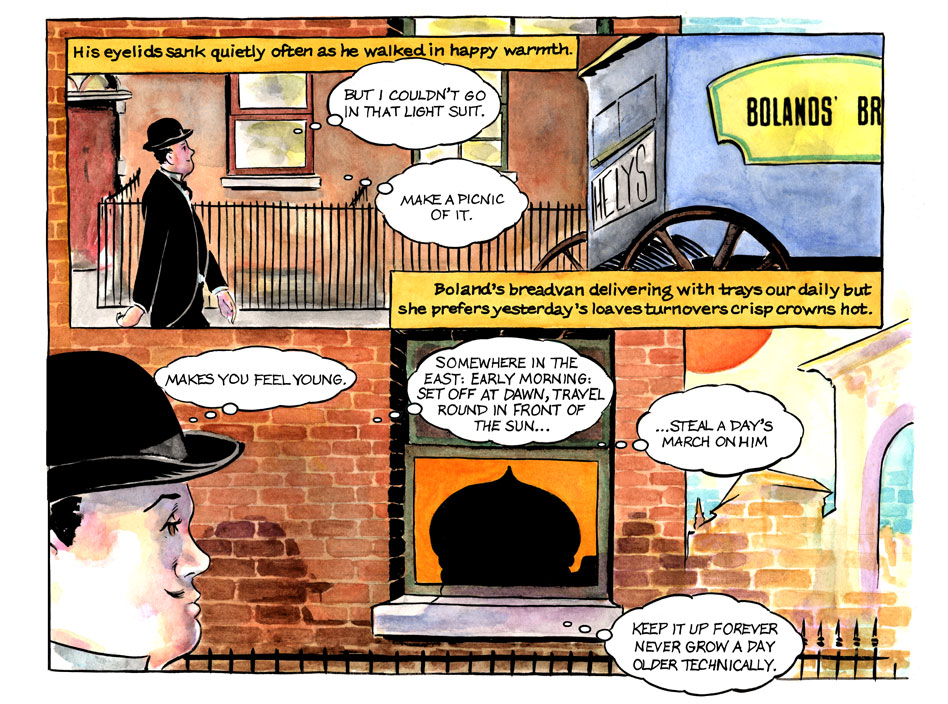 His eyelids sank quietly often as he walked in happy warmth.
BUT I COULDN'T GO
IN THAT LIGHT SUIT.
MAKE A PICNIC
OF IT.
HELYS
BOLANDS' BR
Boland's breadvan delivering with trays our daily but
she prefers yesterday's loaves turnovers crisp crowns hot.
MAKES YOU FEEL YOUNG.
SOMEWHERE IN THE
EAST: EARLY MORNING:
SET OFF AT DAWN, TRAVEL
ROUND IN FRONT OF
THE SUN...
...STEAL A DAY'S
MARCH ON HIM
KEEP IT UP FOREVER
NEVER GROW A DAY
OLDER TECHNICALLY.